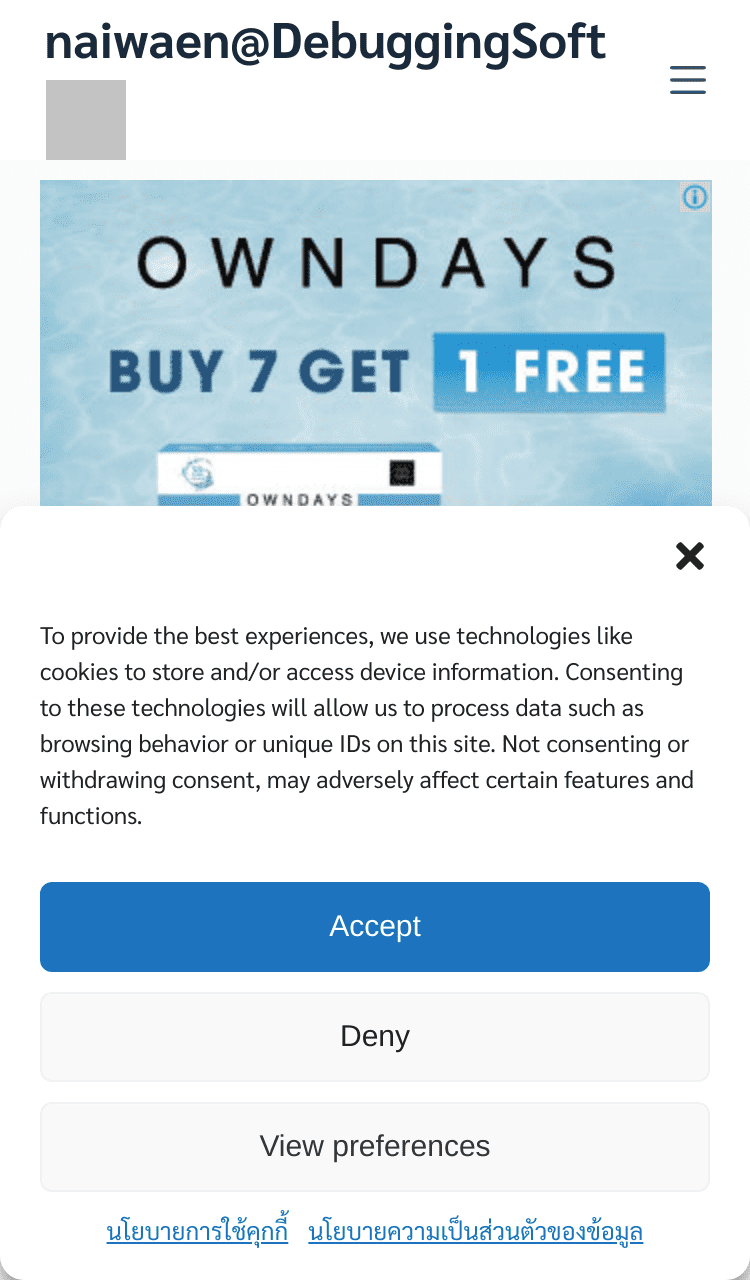 naiwaen@DebuggingSoft
OWNDAYS
BUY 7 GET 1 FREE
OWNDAYS
To provide the best experiences, we use technologies like
cookies to store and/or access device information. Consenting
to these technologies will allow us to process data such as
browsing behavior or unique IDs on this site. Not consenting or
withdrawing consent, may adversely affect certain features and
functions.
Accept
Deny
View preferences
นโยบายการใช้คุกกี้ นโยบายความเป็นส่วนตัวของข้อมูล